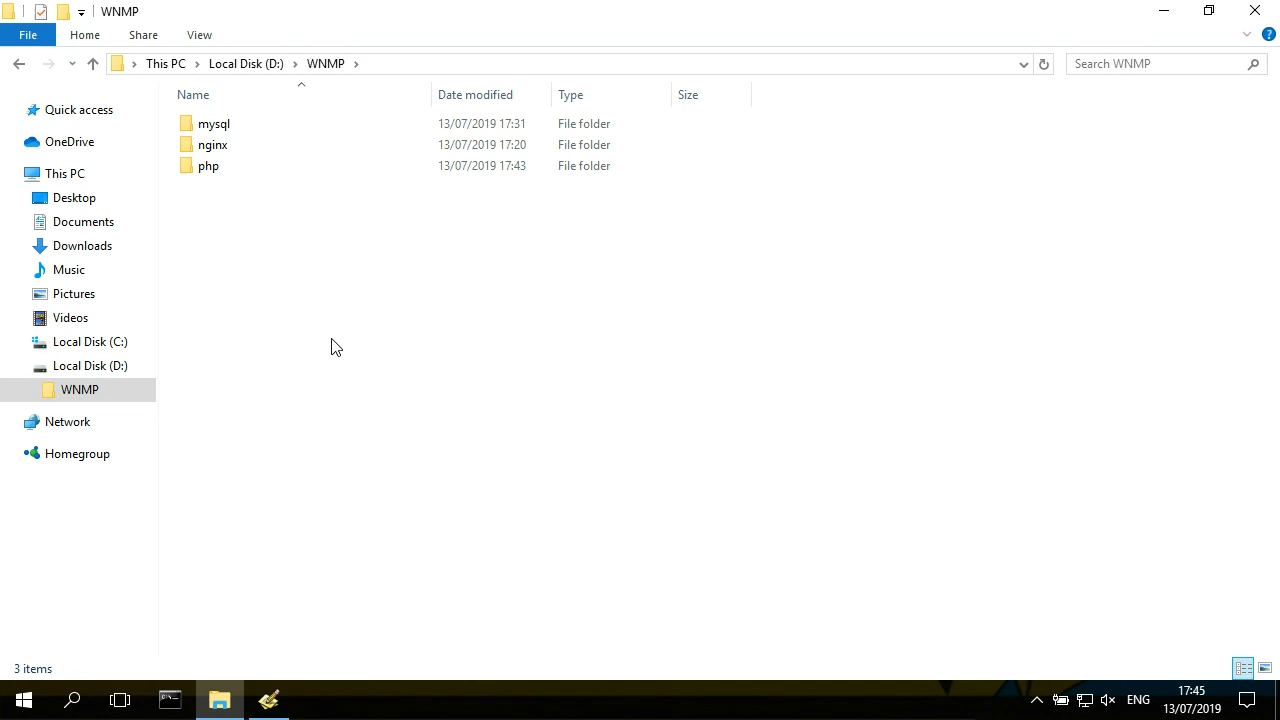 WNMP
File Home Share View
This PC Local Disk (D:) WNMP
Search WNMP
Name Date modified Type Size
mysql 13/07/2019 17:31 File folder
nginx 13/07/2019 17:20 File folder
php 13/07/2019 17:43 File folder
Quick access
OneDrive
This PC
Desktop
Documents
Downloads
Music
Pictures
Videos
Local Disk (C:)
Local Disk (D:)
WNMP
Network
Homegroup
3 items
ENG
17:45
13/07/2019